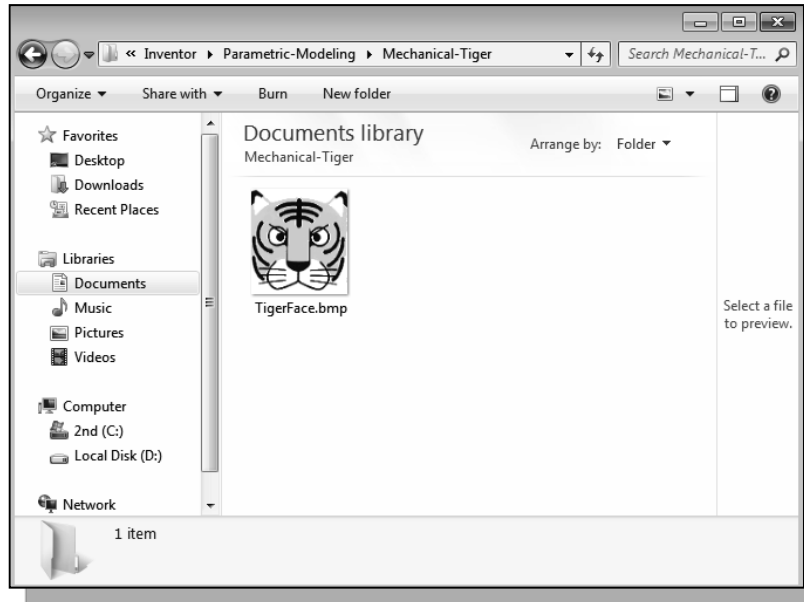 « Inventor ▸ Parametric-Modeling ▸ Mechanical-Tiger
Search Mechanical-T...
Organize ▼ Share with ▼ Burn New folder
Favorites
Desktop
Downloads
Recent Places
Libraries
Documents
Music
Pictures
Videos
Computer
2nd (C:)
Local Disk (D:)
Network
Documents library
Mechanical-Tiger
Arrange by: Folder ▼
TigerFace.bmp
Select a file
to preview.
1 item